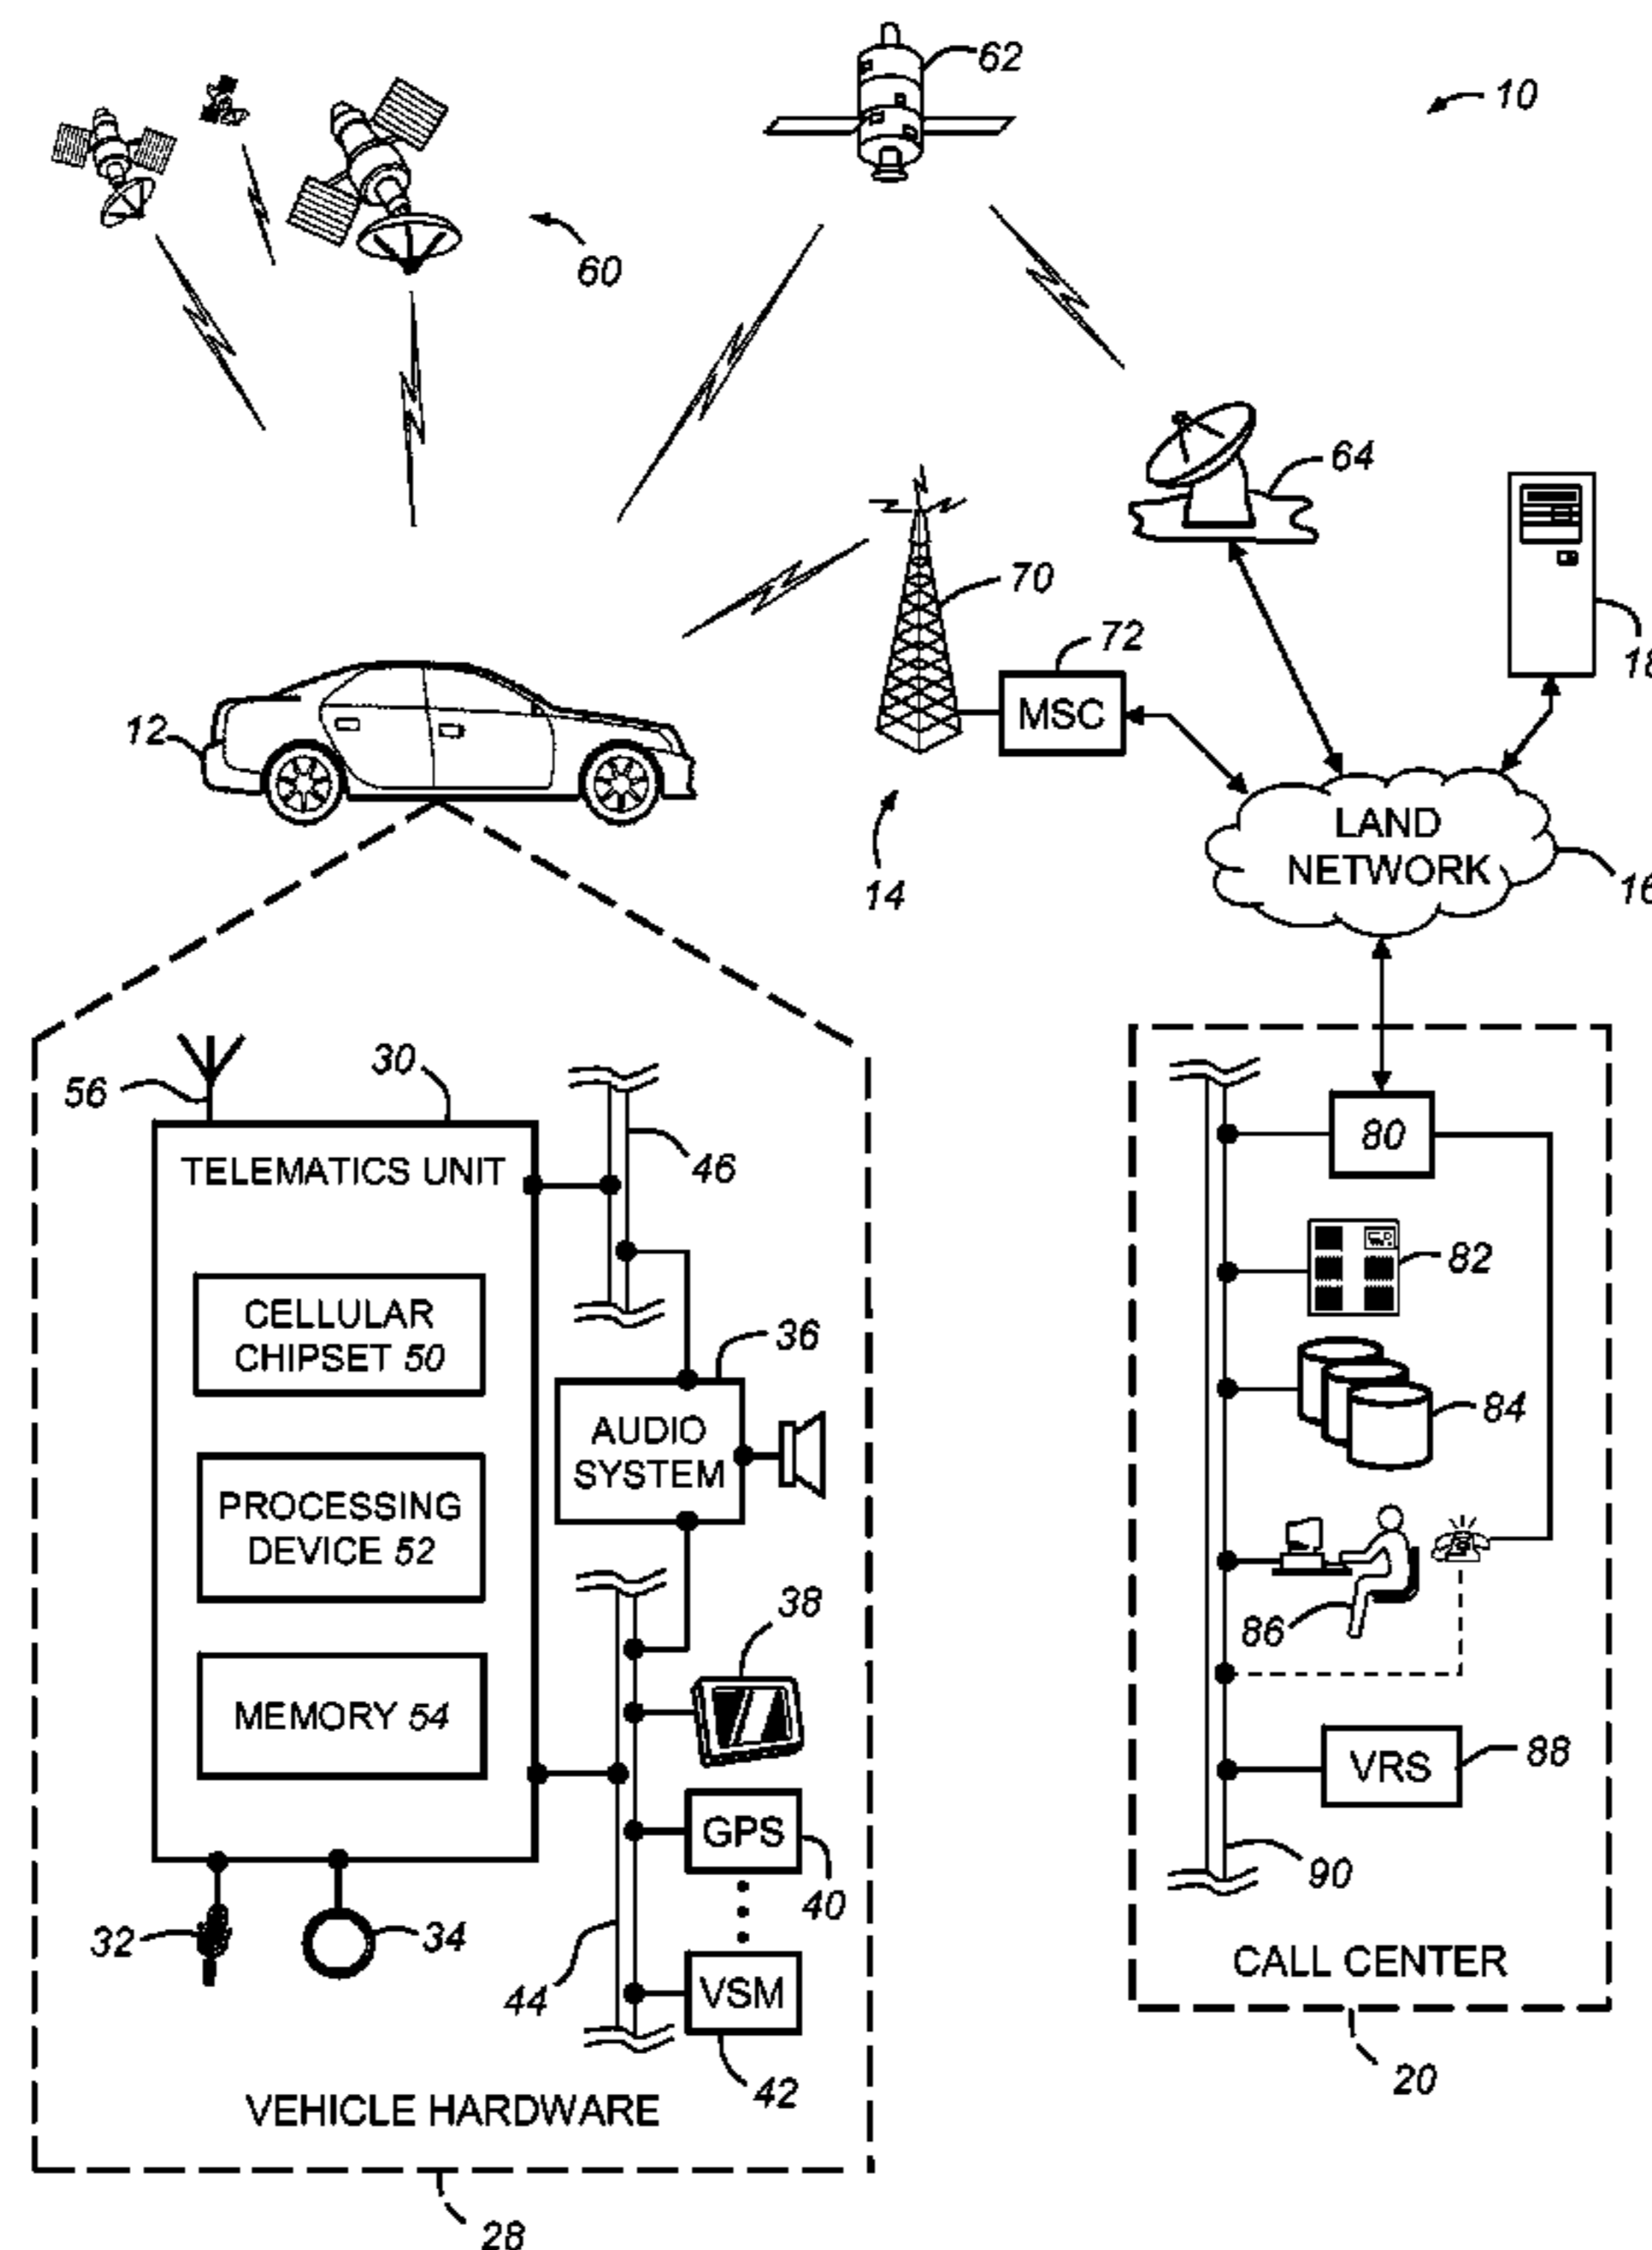 62
10
60
64
18
70
72
MSC
12
LAND
NETWORK
16
14
56
30
TELEMATICS UNIT
46
CELLULAR
CHIPSET 50
36
AUDIO
SYSTEM
PROCESSING
DEVICE 52
38
MEMORY 54
GPS
40
32
34
44
VSM
42
VEHICLE HARDWARE
28
80
82
84
86
VRS
88
90
CALL CENTER
20